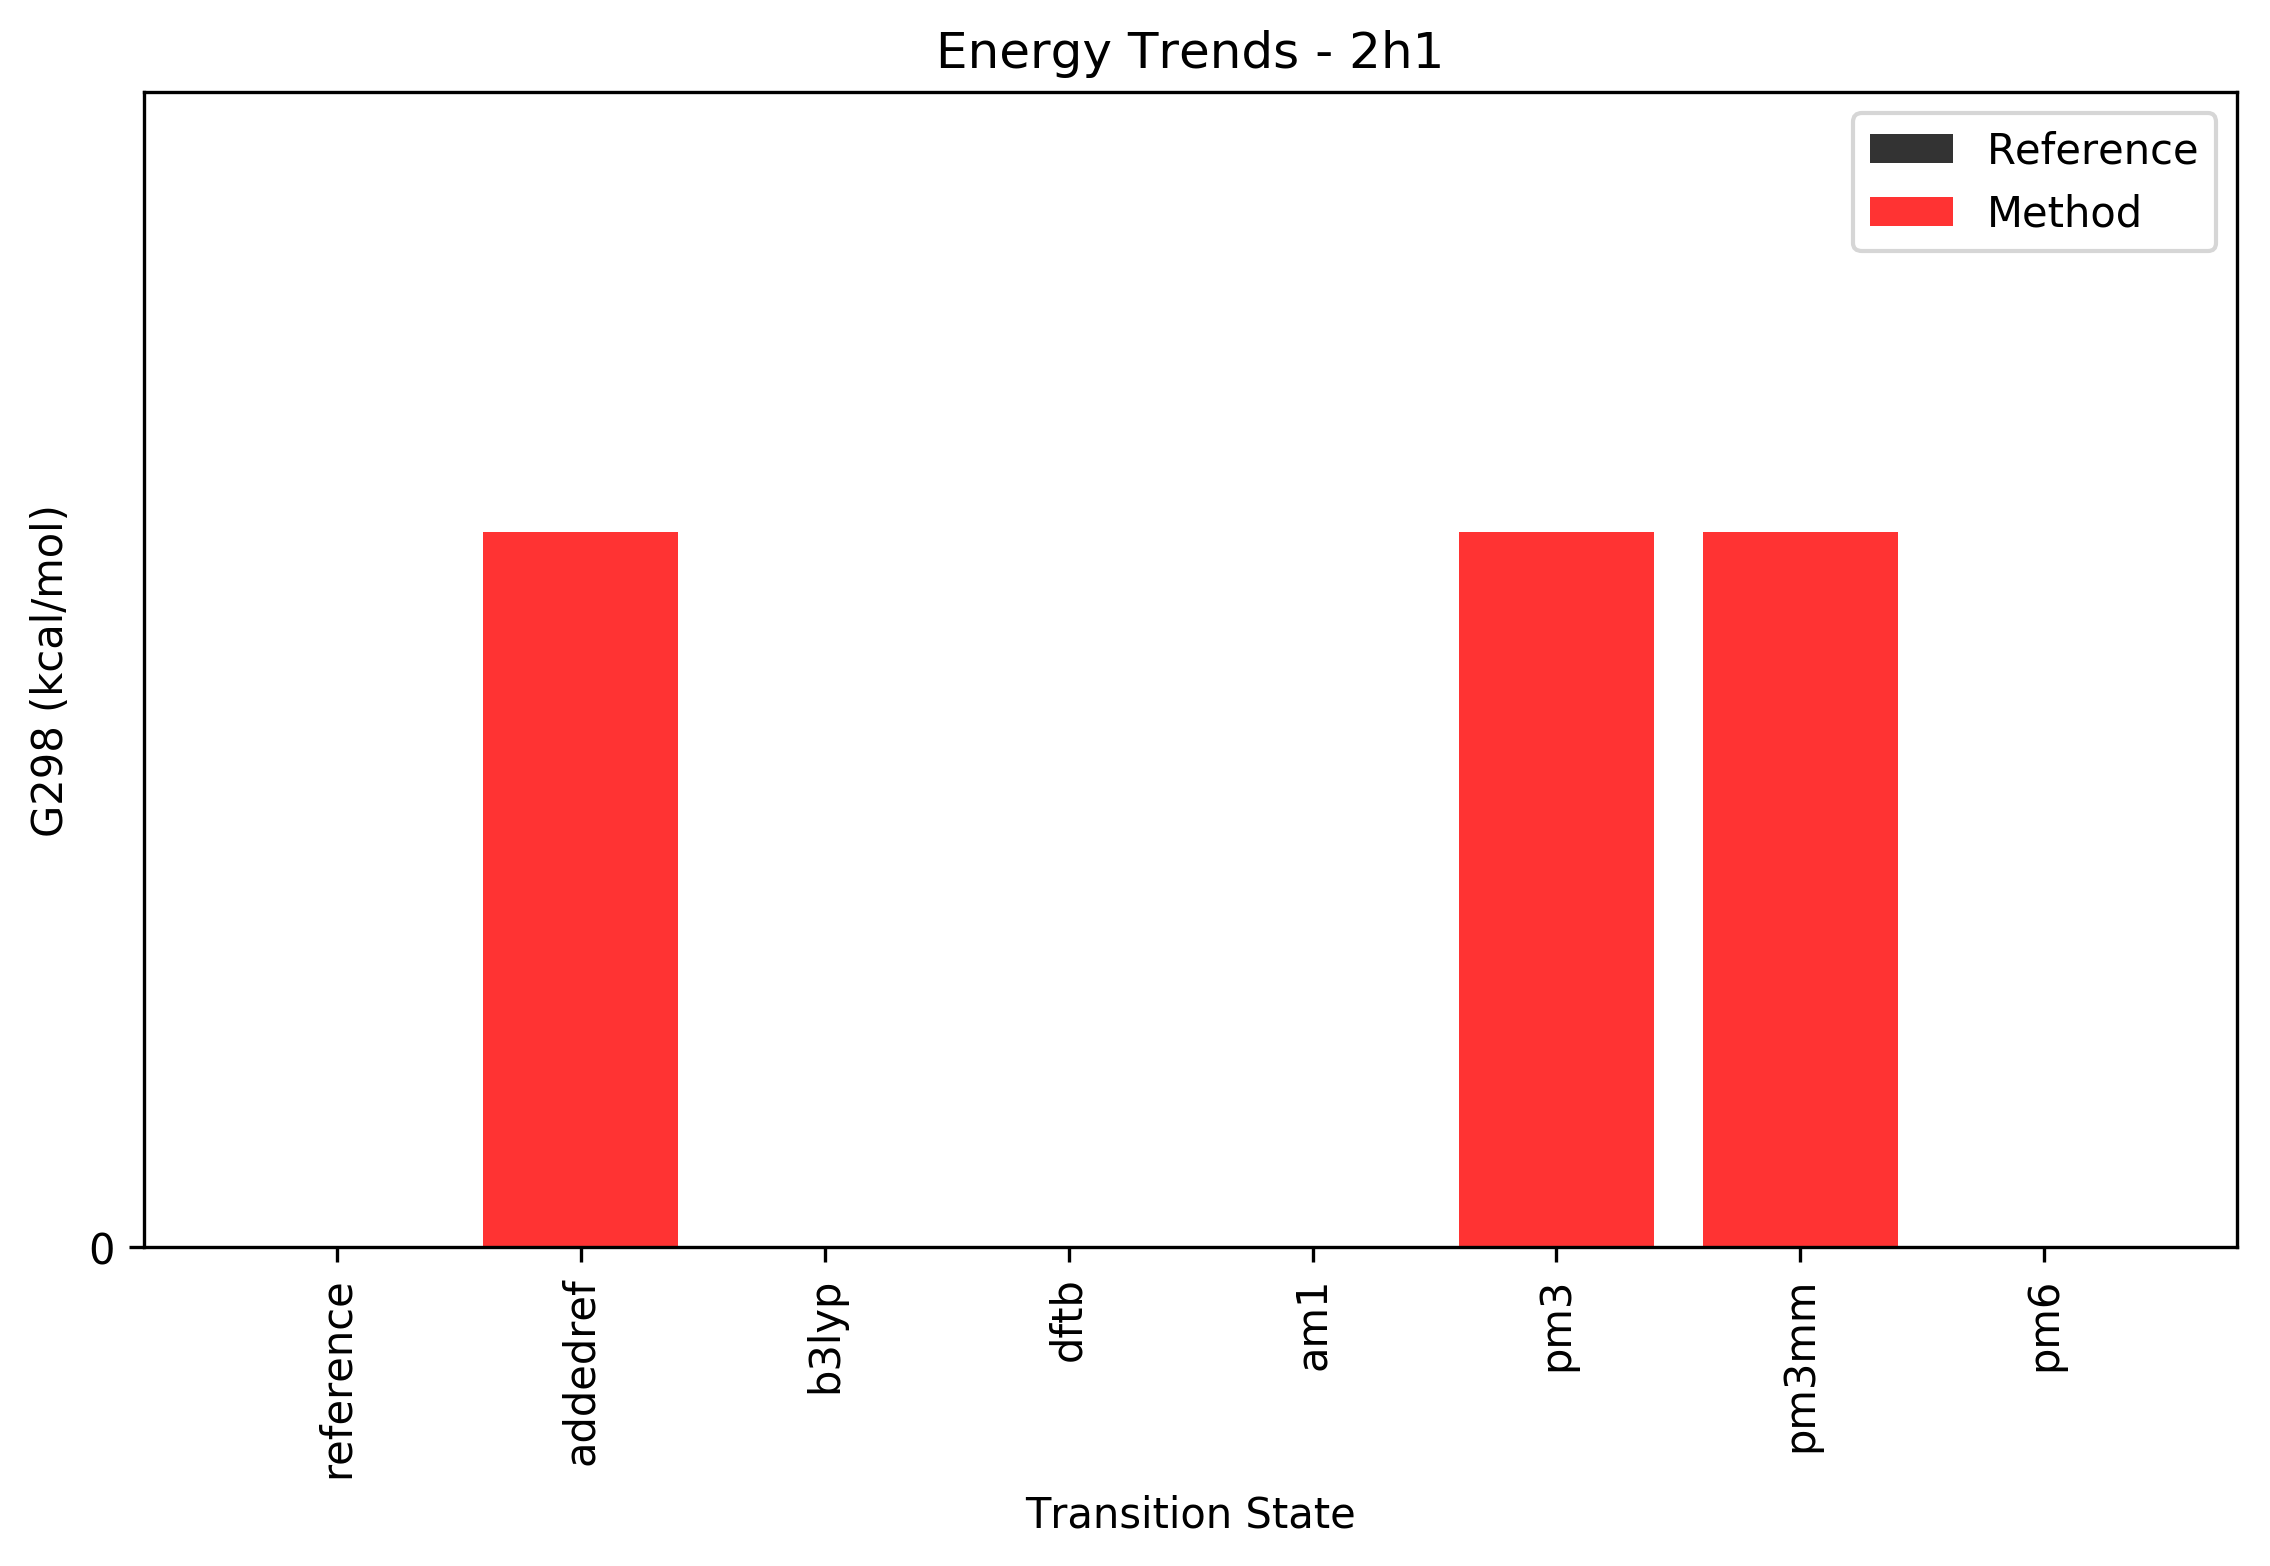 Energy Trends - 2h1
Reference
Method
G298 (kcal/mol)
0
reference
addedref
b3lyp
dftb
am1
pm3
pm3mm
pm6
Transition State